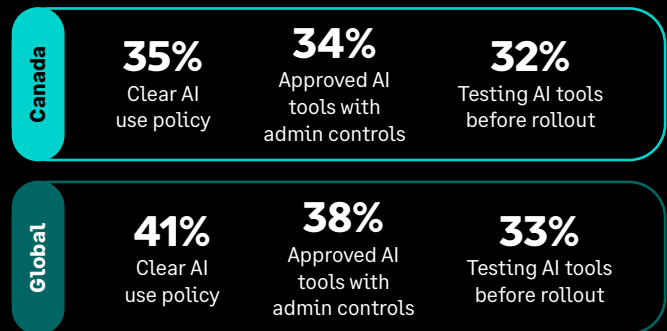 Canada
35%
Clear AI
use policy
34%
Approved AI
tools with
admin controls
32%
Testing AI tools
before rollout
Global
41%
Clear AI
use policy
38%
Approved AI
tools with
admin controls
33%
Testing AI tools
before rollout